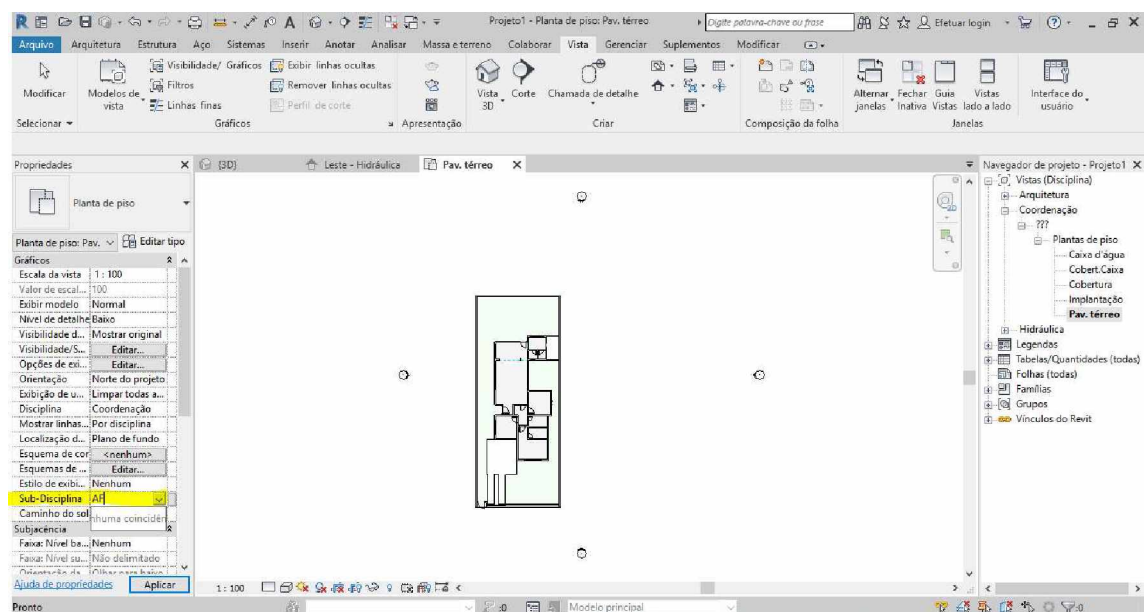 Projeto1 - Planta de piso: Pav. térreo
Digite palavra-chave ou frase
Efetuar login
Arquivo Arquitetura Estrutura Aço Sistemas Inserir Anotar Analisar Massa e terreno Colaborar Vista Gerenciar Suplementos Modificar
Modificar
Modelos de vista
Visibilidade/ Gráficos
Filtros
Linhas finas
Exibir linhas ocultas
Remover linhas ocultas
Perfil de corte
Vista 3D
Corte
Chamada de detalhe
Alternar janelas
Fechar Inativa
Guia Vistas
Vistas lado a lado
Interface do usuário
Selecionar Gráficos Apresentação Criar Composição da folha Janelas
Propriedades
{3D}
Leste - Hidráulica
Pav. térreo
Navegador de projeto - Projeto1
Planta de piso
Planta de piso: Pav. Editar tipo
Gráficos
Escala da vista 1 : 100
Valor de escal... 100
Exibir modelo Normal
Nível de detalhe Baixo
Visibilidade d... Mostrar original
Visibilidade/S... Editar...
Opções de exi... Editar...
Orientação Norte do projeto
Exibição de u... Limpar todas a...
Disciplina Coordenação
Mostrar linhas... Por disciplina
Localização d... Plano de fundo
Esquema de cor <nenhum>
Esquemas de ... Editar...
Estilo de exibi... Nenhum
Sub-Disciplina AF
Caminho do sol
nhuma coincidên
Subjacência
Faixa: Nível ba... Nenhum
Faixa: Nível su... Não delimitado
Orientação da Olhar para baixo
Ajuda de propriedades Aplicar
Vistas (Disciplina)
Arquitetura
Coordenação
???
Plantas de piso
Caixa d'água
Cobert.Caixa
Cobertura
Implantação
Pav. térreo
Hidráulica
Legendas
Tabelas/Quantidades (todas)
Folhas (todas)
Famílias
Grupos
Vínculos do Revit
1 : 100
Pronto
:0
Modelo principal
:0